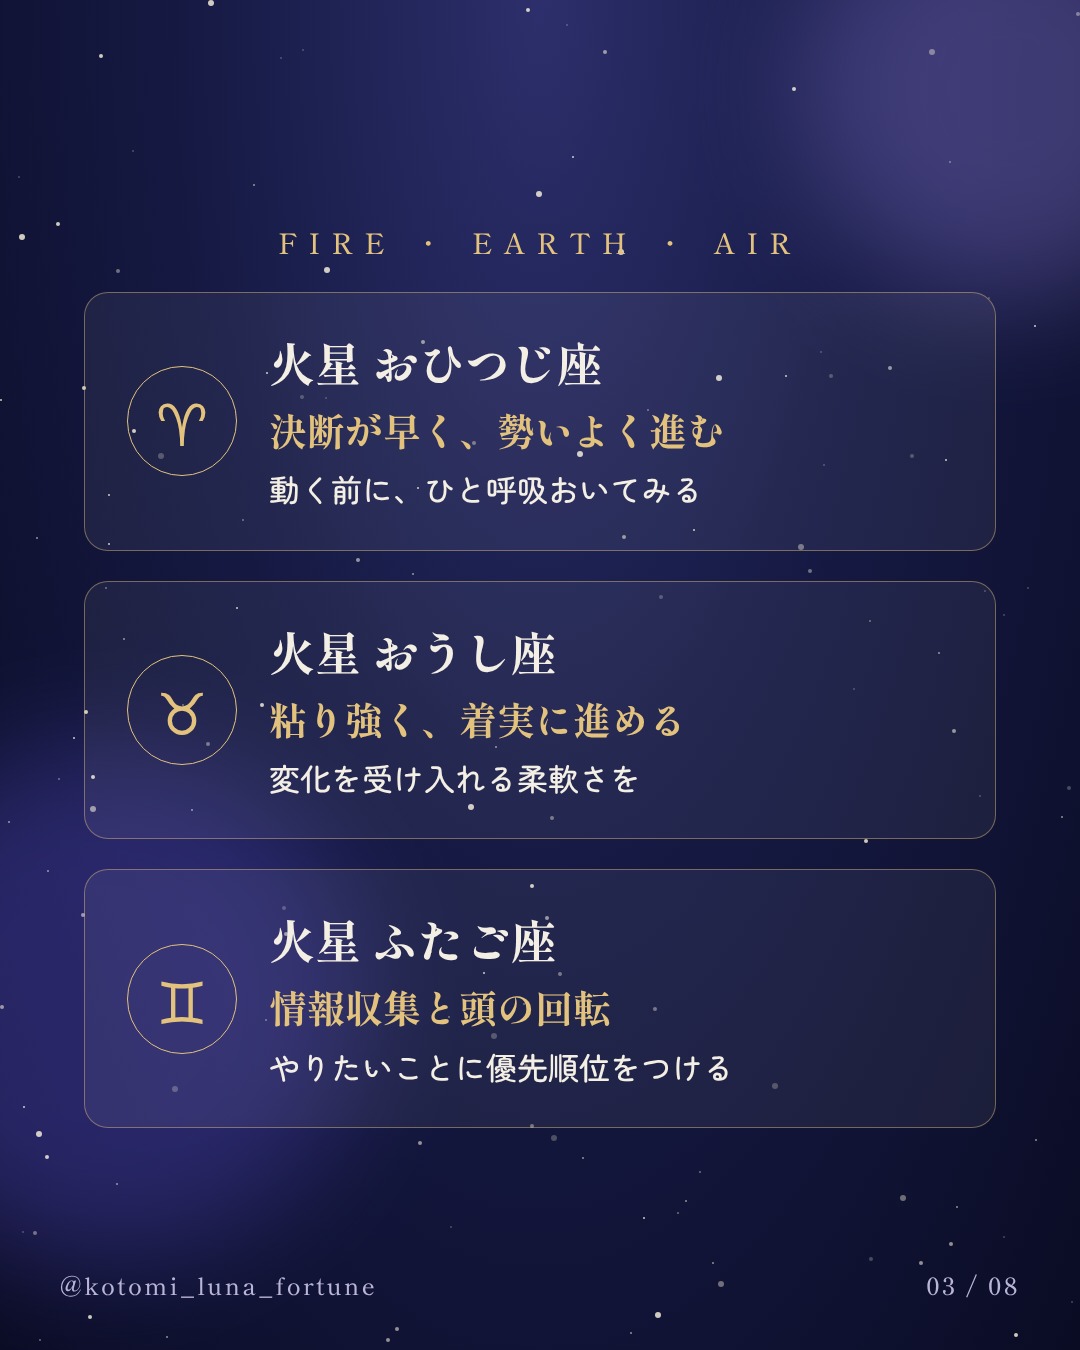 FIRE · EARTH · AIR
♈
火星 おひつじ座
決断が早く、勢いよく進む
動く前に、ひと呼吸おいてみる
♉
火星 おうし座
粘り強く、着実に進める
変化を受け入れる柔軟さを
♊
火星 ふたご座
情報収集と頭の回転
やりたいことに優先順位をつける
@kotomi_luna_fortune
03 / 08